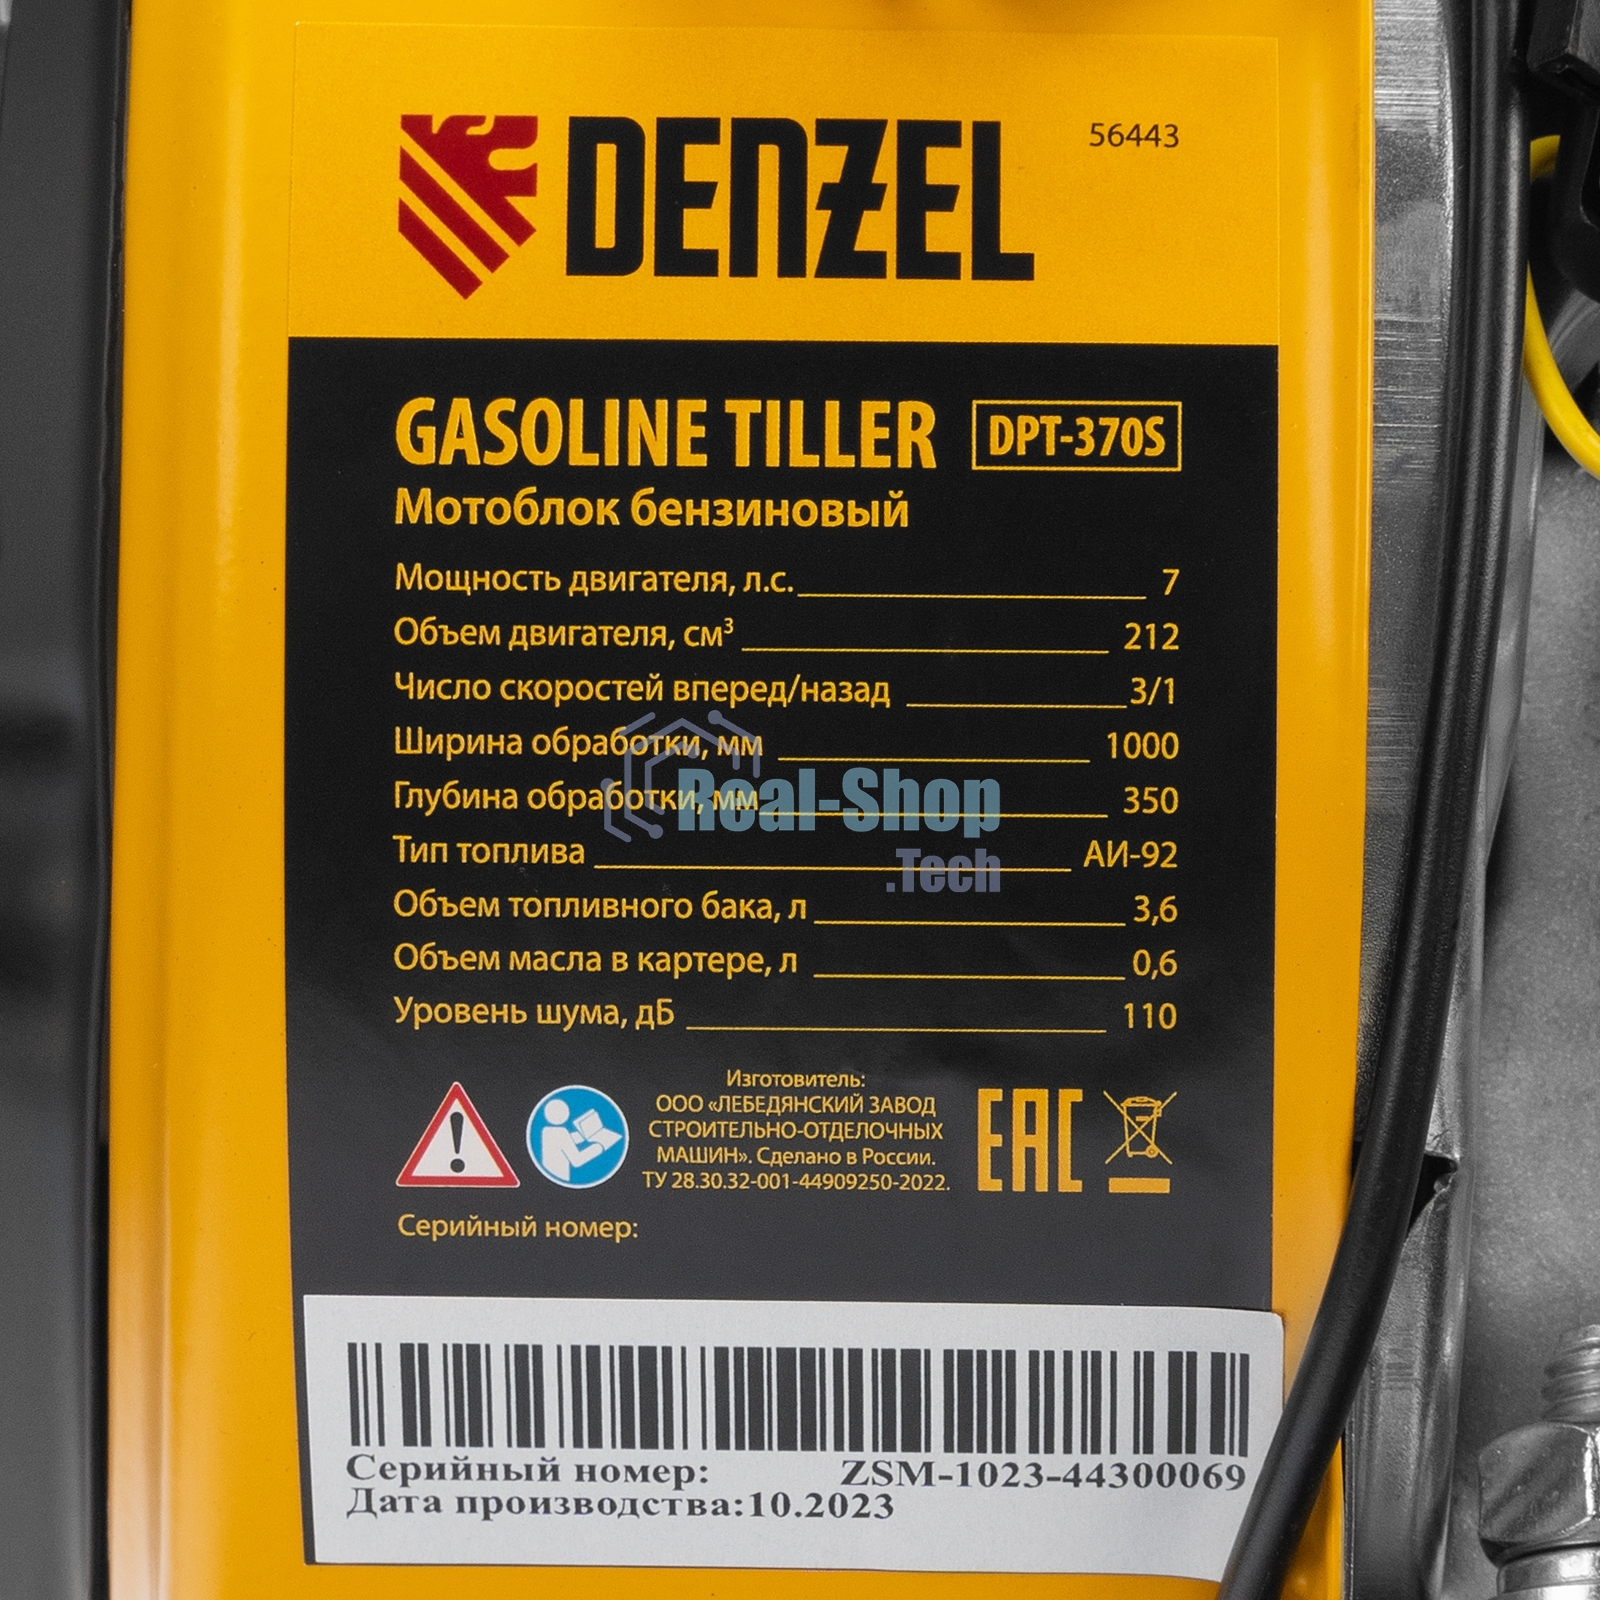 DENZEL 56443
GASOLINE TILLER DPT-370S
Мотоблок бензиновый
Мощность двигателя, л.с. 7
Объем двигателя, см³ 212
Число скоростей вперед/назад 3/1
Ширина обработки, мм 1000
Глубина обработки, мм 350
Real-Shop
Тип топлива АИ-92
.Tech
Объем топливного бака, л 3,6
Объем масла в картере, л 0,6
Уровень шума, дБ 110
Изготовитель:
ООО «ЛЕБЕДЯНСКИЙ ЗАВОД
СТРОИТЕЛЬНО-ОТДЕЛОЧНЫХ
МАШИН». Сделано в России.
ТУ 28.30.32-001-44909250-2022.
EAC
Серийный номер:
Серийный номер: ZSM-1023-44300069
Дата производства:10.2023